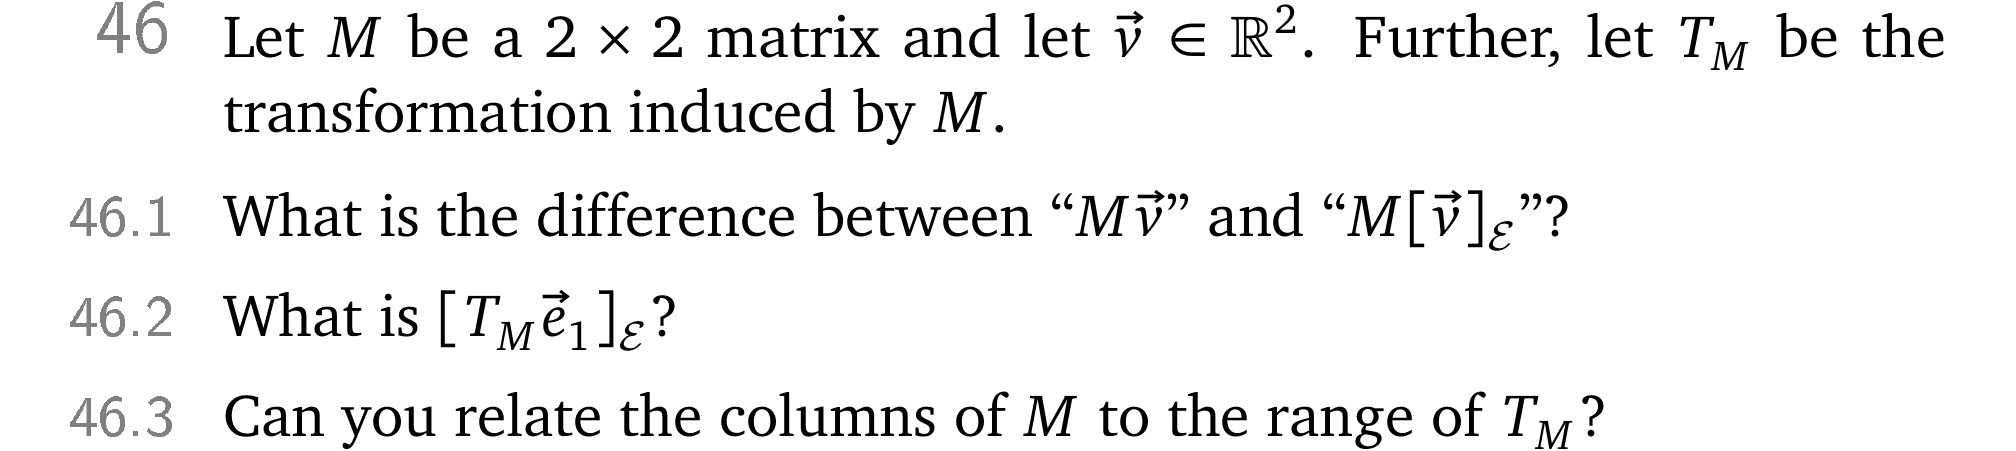 46 Let M be a 2 × 2 matrix and let v⃗ ∈ ℝ². Further, let T_M be the
transformation induced by M.
46.1 What is the difference between “Mv⃗” and “M[v⃗]_ℰ”?
46.2 What is [T_M e⃗₁]_ℰ?
46.3 Can you relate the columns of M to the range of T_M?